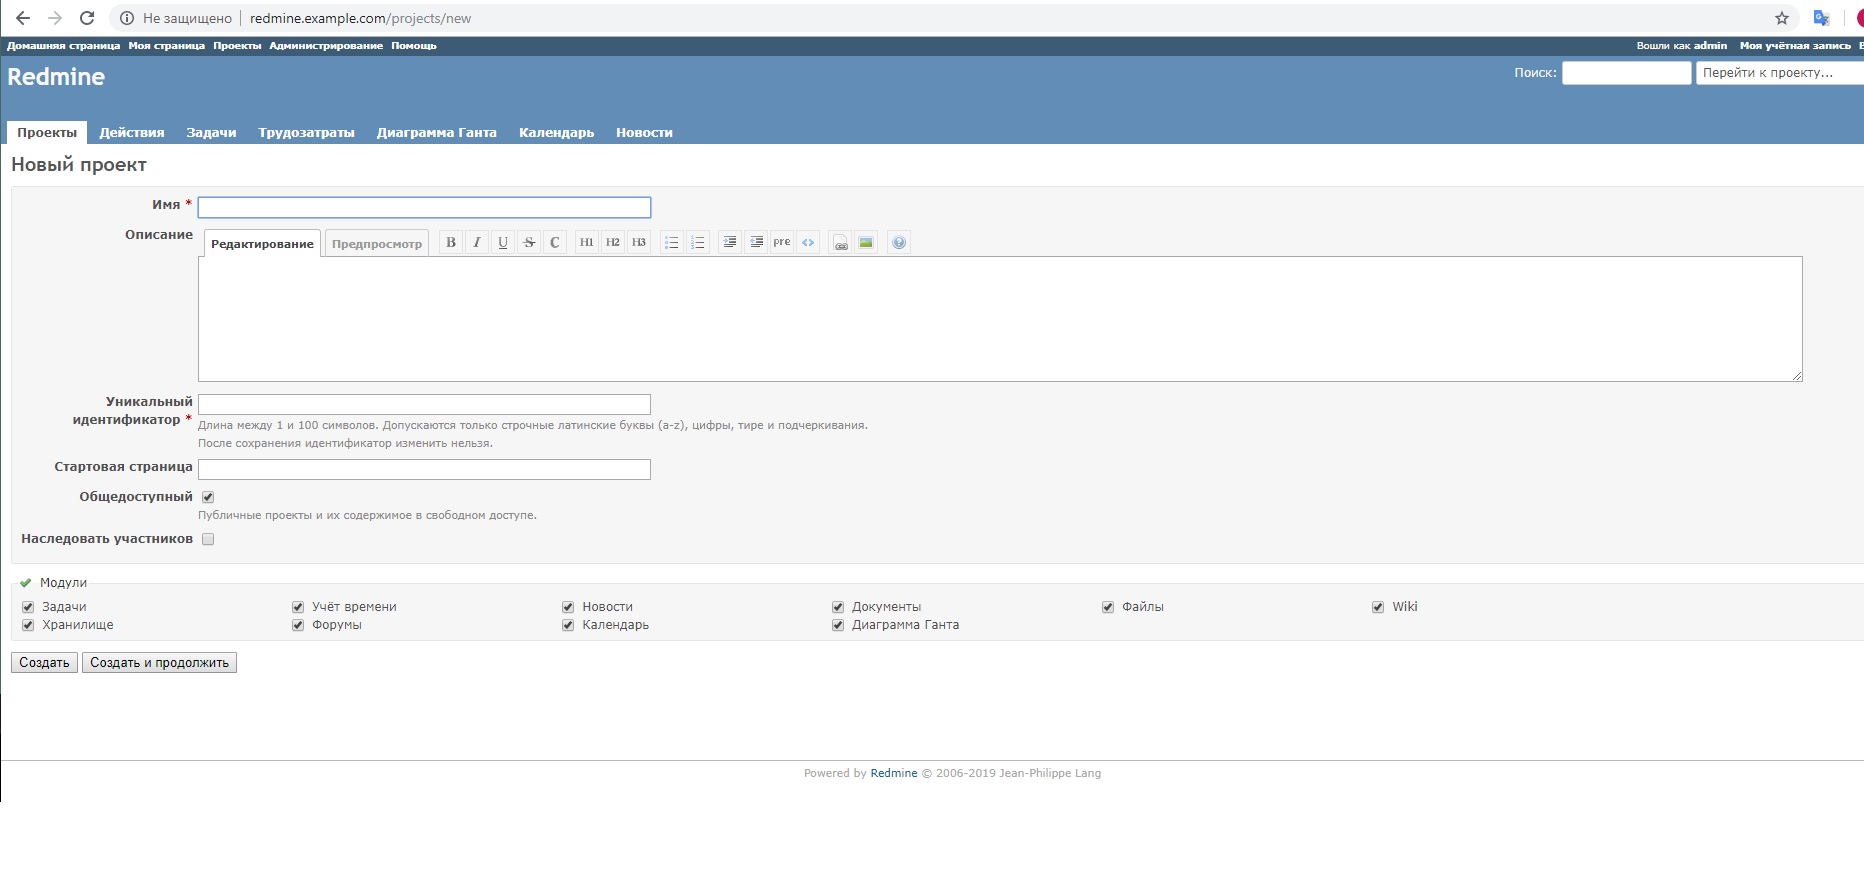 Не защищено redmine.example.com/projects/new
Домашняя страница Моя страница Проекты Администрирование Помощь
Вошли как admin Моя учётная запись
Redmine
Поиск: Перейти к проекту...
Проекты Действия Задачи Трудозатраты Диаграмма Ганта Календарь Новости
Новый проект
Имя *
Описание Редактирование Предпросмотр B I U S C H1 H2 H3 pre <>
Уникальный
идентификатор *
Длина между 1 и 100 символов. Допускаются только строчные латинские буквы (a-z), цифры, тире и подчеркивания.
После сохранения идентификатор изменить нельзя.
Стартовая страница
Общедоступный
Публичные проекты и их содержимое в свободном доступе.
Наследовать участников
Модули
Задачи Учёт времени Новости Документы Файлы Wiki
Хранилище Форумы Календарь Диаграмма Ганта
Создать Создать и продолжить
Powered by Redmine © 2006-2019 Jean-Philippe Lang